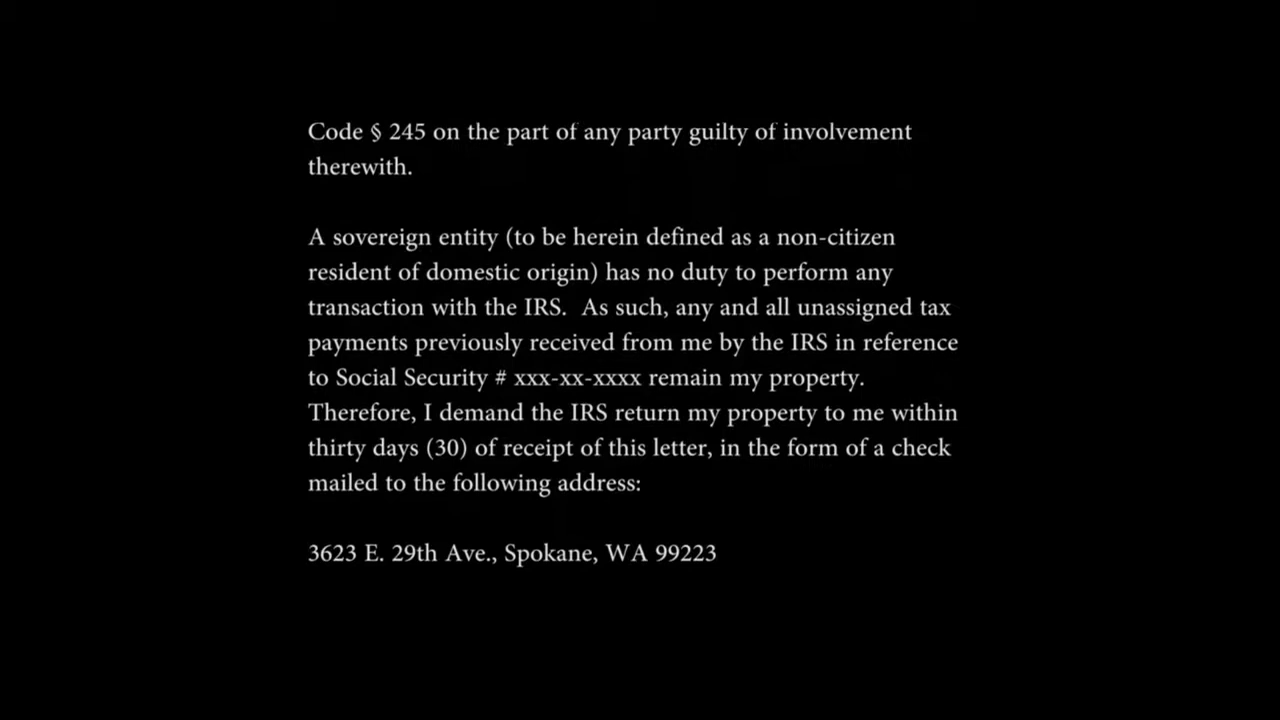 Code § 245 on the part of any party guilty of involvement
therewith.
A sovereign entity (to be herein defined as a non-citizen
resident of domestic origin) has no duty to perform any
transaction with the IRS.  As such, any and all unassigned tax
payments previously received from me by the IRS in reference
to Social Security # xxx-xx-xxxx remain my property.
Therefore, I demand the IRS return my property to me within
thirty days (30) of receipt of this letter, in the form of a check
mailed to the following address:
3623 E. 29th Ave., Spokane, WA 99223